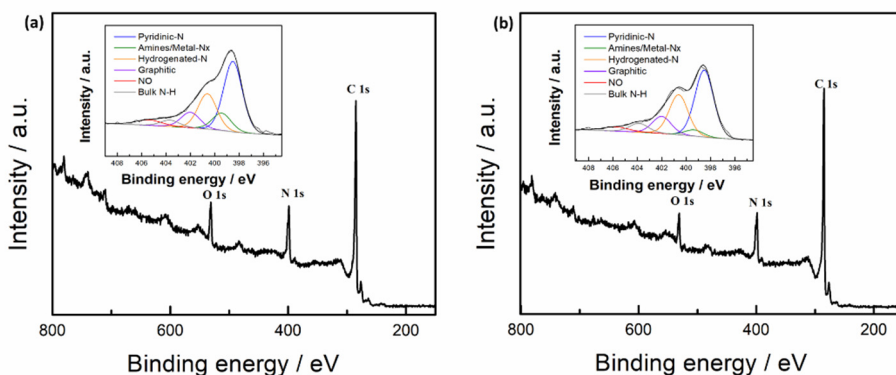 (a)
Intensity / a.u.
Binding energy / eV
800
600
400
200
C 1s
N 1s
O 1s
Intensity / a.u.
Binding energy / eV
408
406
404
402
400
398
396
Pyridinic-N
Amines/Metal-Nx
Hydrogenated-N
Graphitic
NO
Bulk N-H
(b)
Intensity / a.u.
Binding energy / eV
800
600
400
200
C 1s
N 1s
O 1s
Intensity / a.u.
Binding energy / eV
408
406
404
402
400
398
396
Pyridinic-N
Amines/Metal-Nx
Hydrogenated-N
Graphitic
NO
Bulk N-H